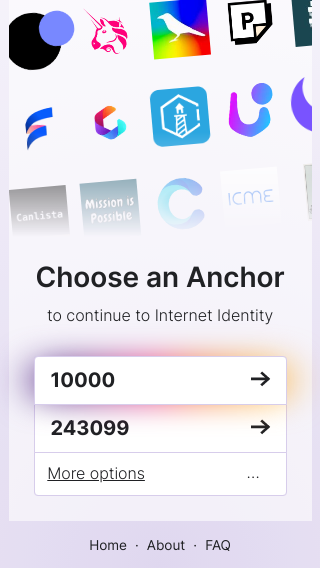 P
Canlista
Mission is
Possible
ICME
Choose an Anchor
to continue to Internet Identity
10000 →
243099 →
More options ...
Home · About · FAQ